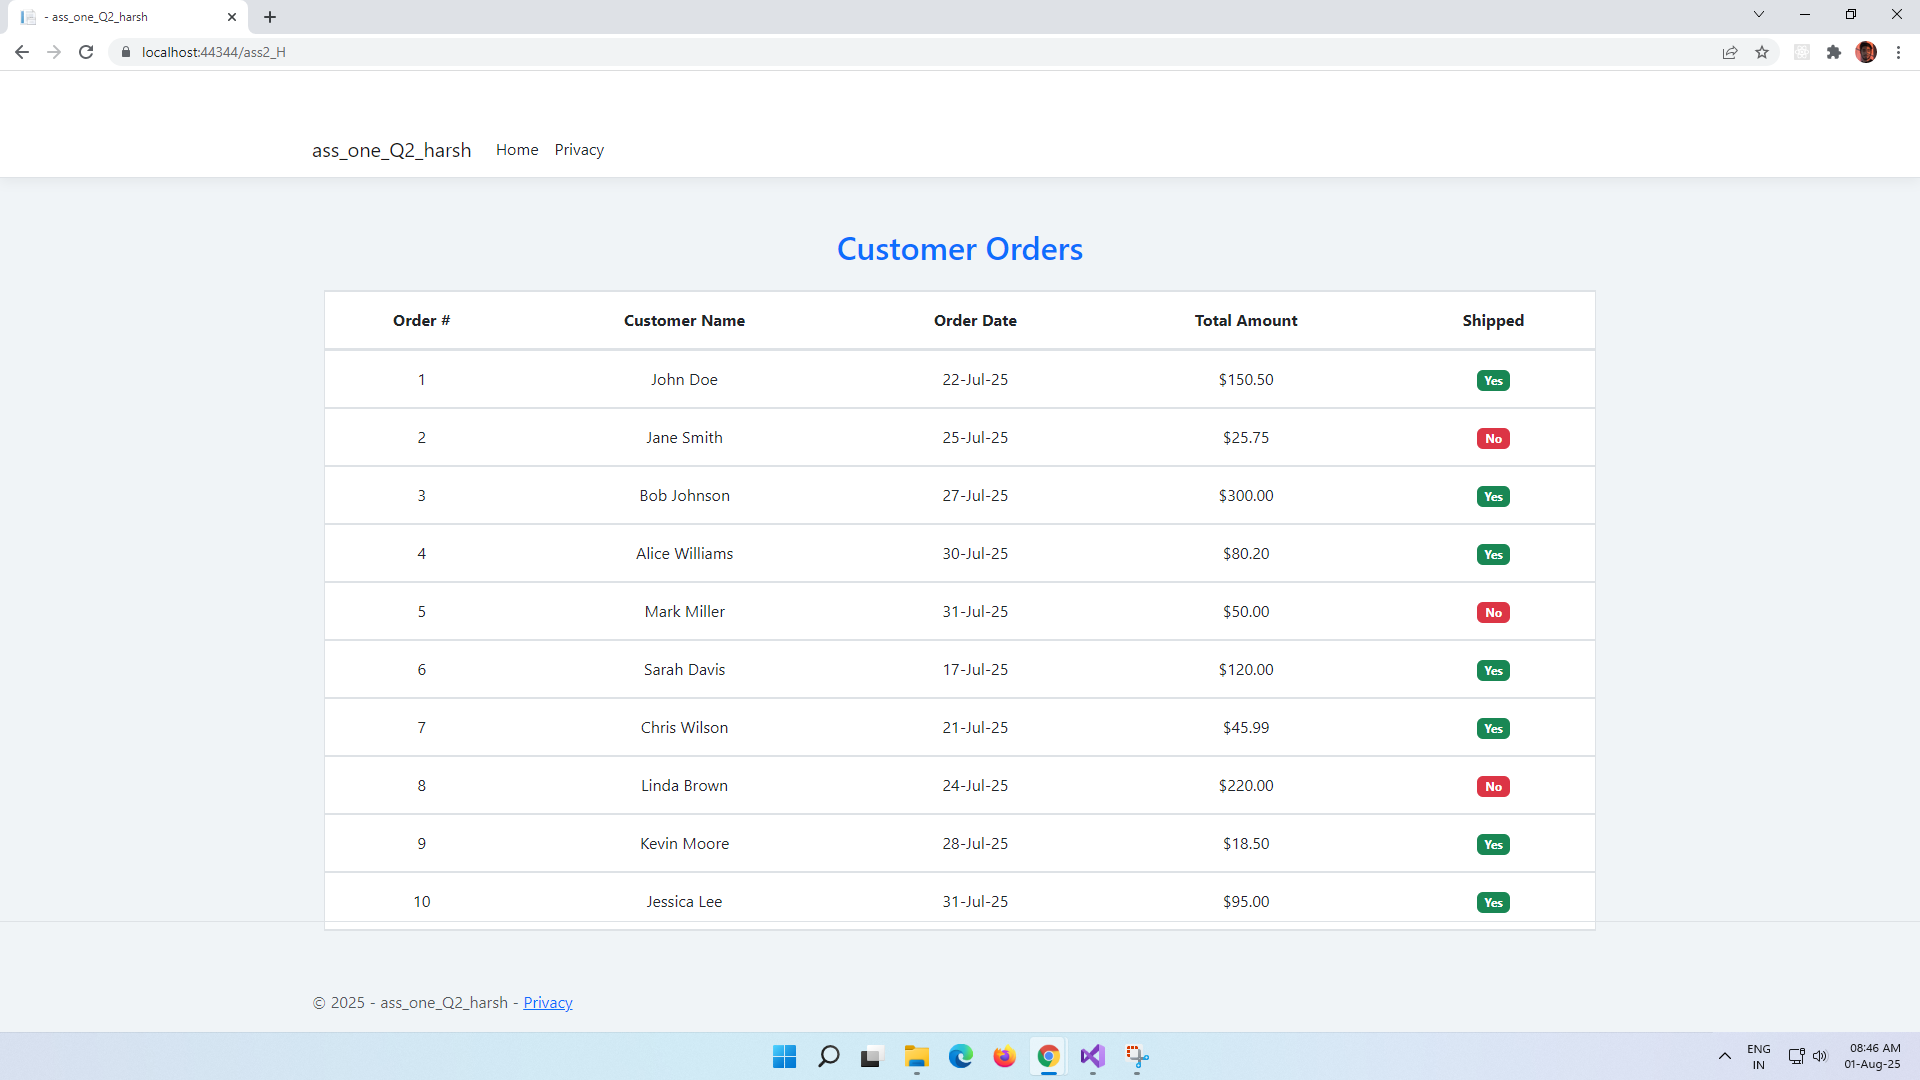 - ass_one_Q2_harsh
localhost:44344/ass2_H
ass_one_Q2_harsh Home Privacy
Customer Orders
Order # Customer Name Order Date Total Amount Shipped
1 John Doe 22-Jul-25 $150.50 Yes
2 Jane Smith 25-Jul-25 $25.75 No
3 Bob Johnson 27-Jul-25 $300.00 Yes
4 Alice Williams 30-Jul-25 $80.20 Yes
5 Mark Miller 31-Jul-25 $50.00 No
6 Sarah Davis 17-Jul-25 $120.00 Yes
7 Chris Wilson 21-Jul-25 $45.99 Yes
8 Linda Brown 24-Jul-25 $220.00 No
9 Kevin Moore 28-Jul-25 $18.50 Yes
10 Jessica Lee 31-Jul-25 $95.00 Yes
© 2025 - ass_one_Q2_harsh - Privacy
ENG 08:46 AM
IN 01-Aug-25